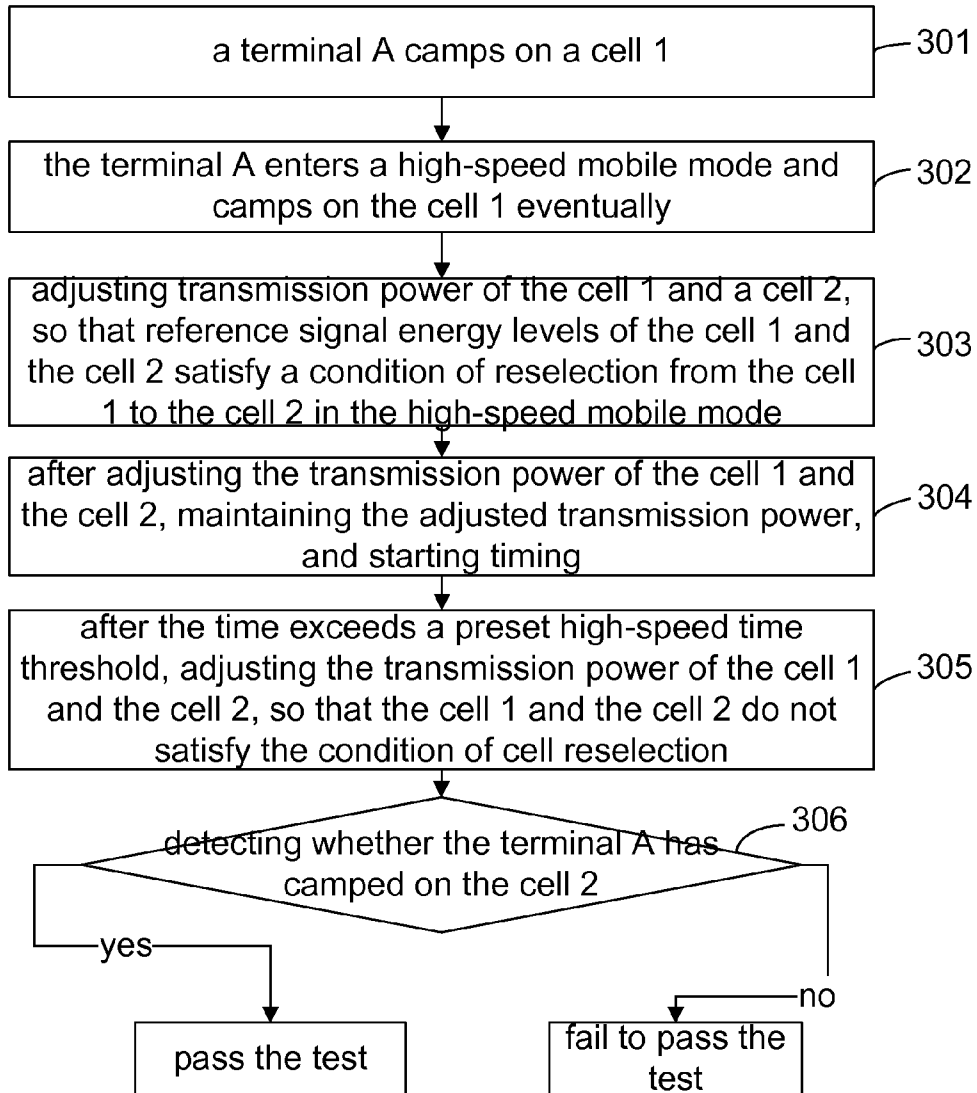 a terminal A camps on a cell 1
301
the terminal A enters a high-speed mobile mode and
camps on the cell 1 eventually
302
adjusting transmission power of the cell 1 and a cell 2,
so that reference signal energy levels of the cell 1 and
the cell 2 satisfy a condition of reselection from the cell
1 to the cell 2 in the high-speed mobile mode
303
after adjusting the transmission power of the cell 1 and
the cell 2, maintaining the adjusted transmission power,
and starting timing
304
after the time exceeds a preset high-speed time
threshold, adjusting the transmission power of the cell 1
and the cell 2, so that the cell 1 and the cell 2 do not
satisfy the condition of cell reselection
305
detecting whether the terminal A has
camped on the cell 2
306
yes
no
pass the test
fail to pass the
test